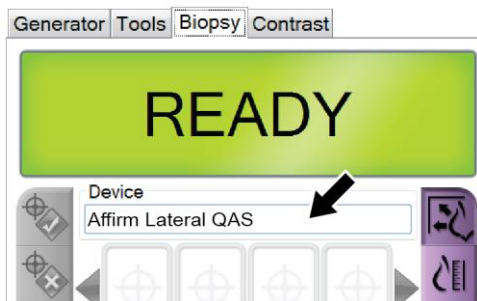 Generator Tools Biopsy Contrast
READY
Device
Affirm Lateral QAS